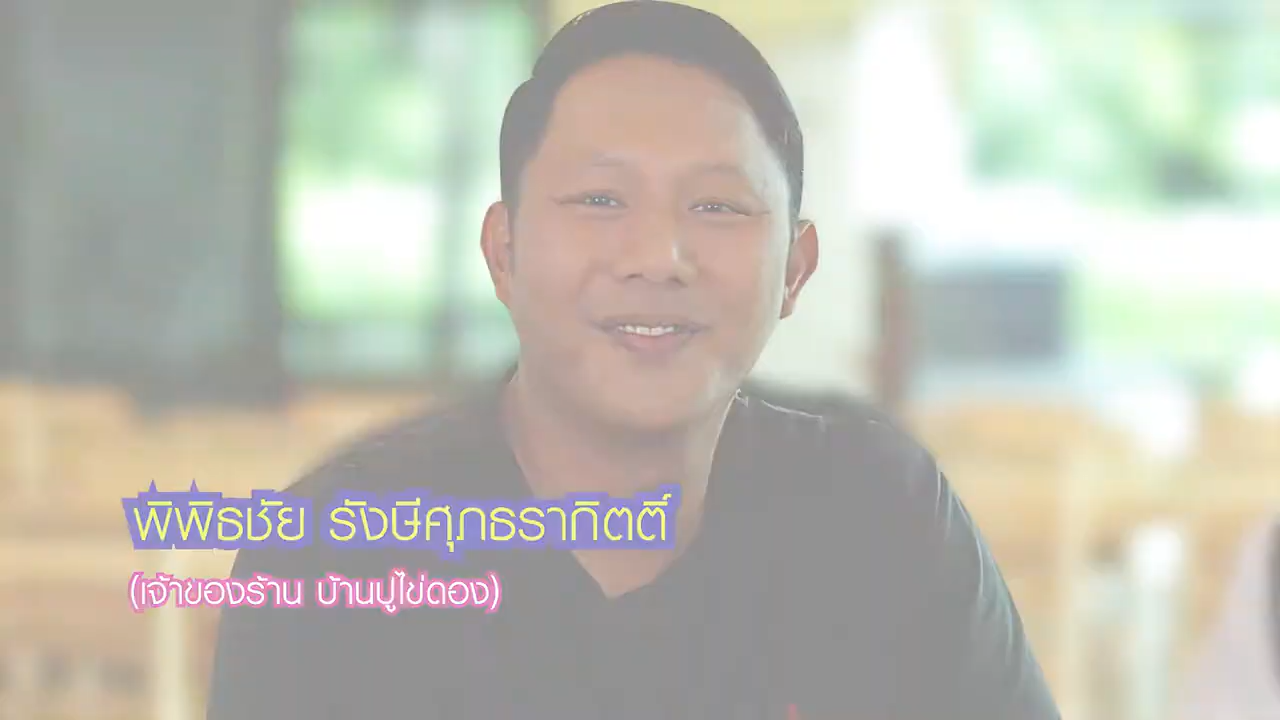 พิพิธชัย รังษีศุภธรากิตติ์
(เจ้าของร้าน บ้านปูไข่ดอง)